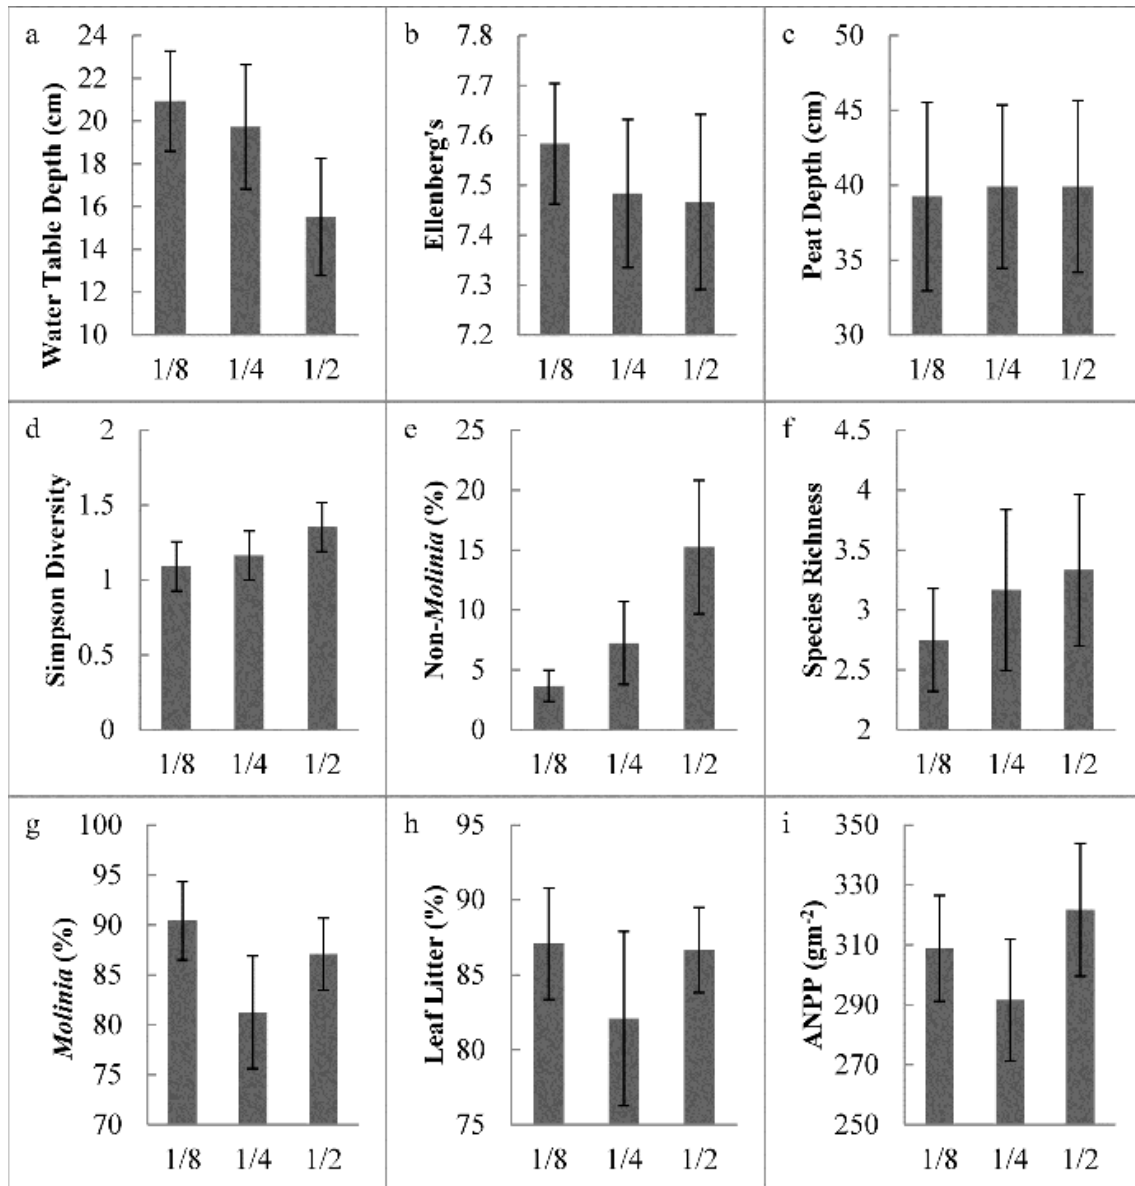 a
Water Table Depth (cm)
24
22
20
18
16
14
12
10
1/8 1/4 1/2
b
Ellenberg's
7.8
7.7
7.6
7.5
7.4
7.3
7.2
1/8 1/4 1/2
c
Peat Depth (cm)
50
45
40
35
30
1/8 1/4 1/2
d
Simpson Diversity
2
1.5
1
0.5
0
1/8 1/4 1/2
e
Non-Molinia (%)
25
20
15
10
5
0
1/8 1/4 1/2
f
Species Richness
4.5
4
3.5
3
2.5
2
1/8 1/4 1/2
g
Molinia (%)
100
95
90
85
80
75
70
1/8 1/4 1/2
h
Leaf Litter (%)
95
90
85
80
75
1/8 1/4 1/2
i
ANPP (gm⁻²)
350
330
310
290
270
250
1/8 1/4 1/2